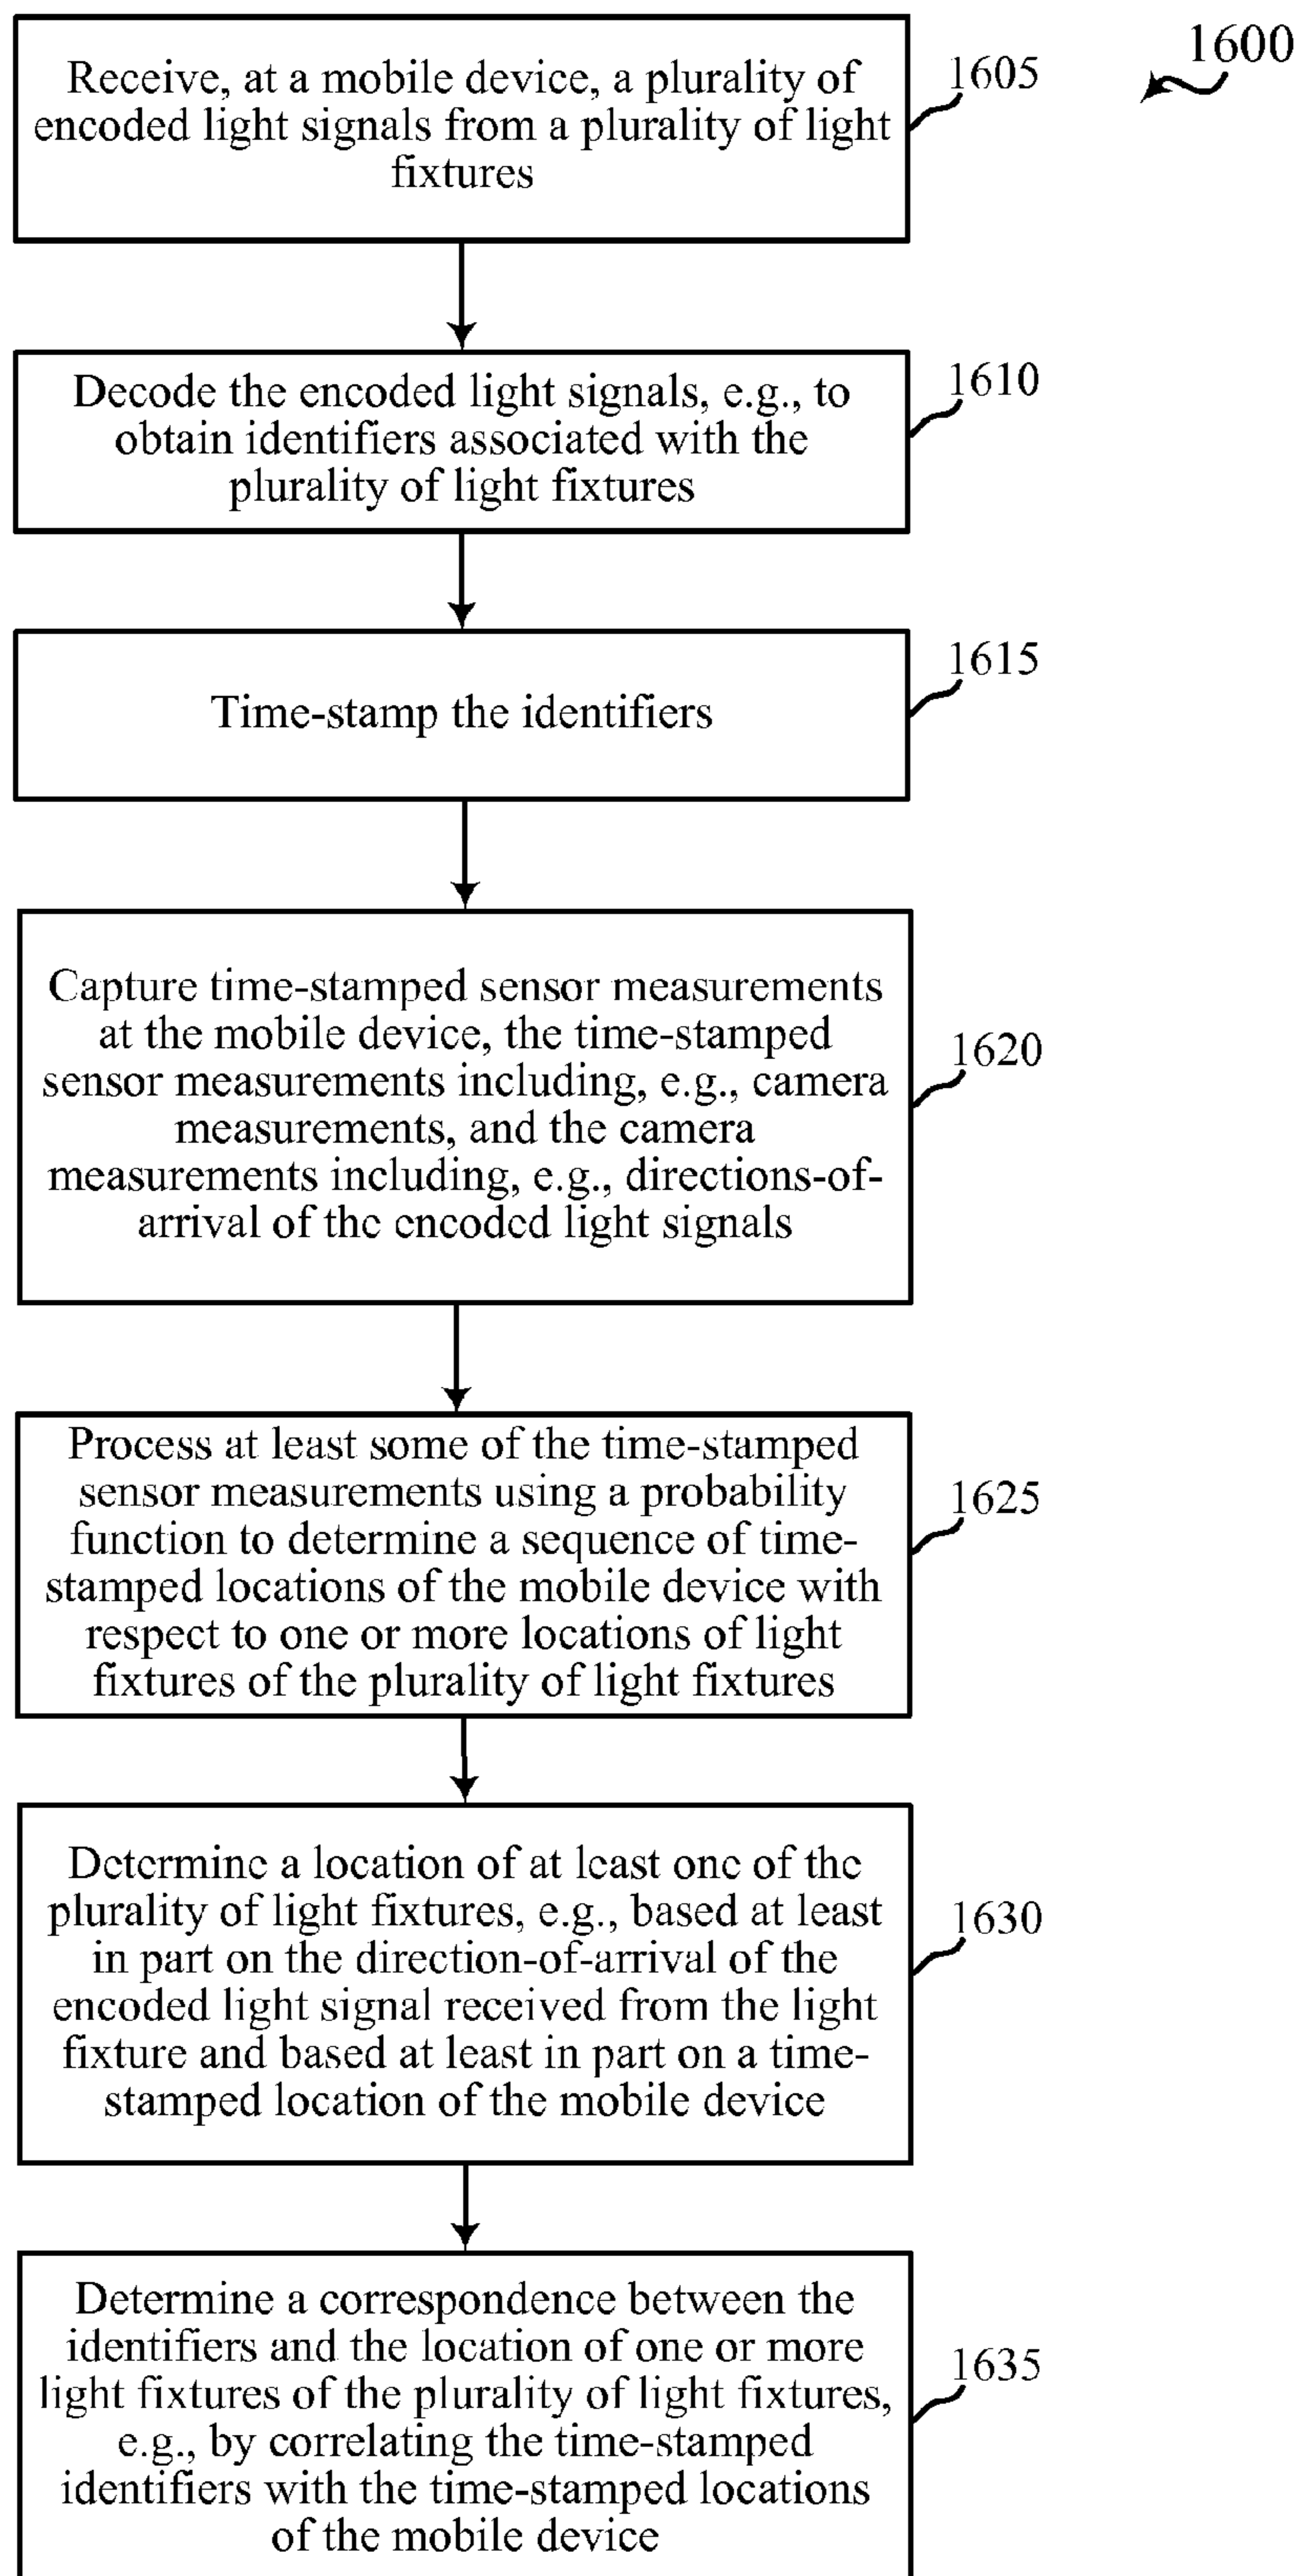 1600
Receive, at a mobile device, a plurality of
encoded light signals from a plurality of light
fixtures
1605
Decode the encoded light signals, e.g., to
obtain identifiers associated with the
plurality of light fixtures
1610
Time-stamp the identifiers
1615
Capture time-stamped sensor measurements
at the mobile device, the time-stamped
sensor measurements including, e.g., camera
measurements, and the camera
measurements including, e.g., directions-of-
arrival of the encoded light signals
1620
Process at least some of the time-stamped
sensor measurements using a probability
function to determine a sequence of time-
stamped locations of the mobile device with
respect to one or more locations of light
fixtures of the plurality of light fixtures
1625
Determine a location of at least one of the
plurality of light fixtures, e.g., based at least
in part on the direction-of-arrival of the
encoded light signal received from the light
fixture and based at least in part on a time-
stamped location of the mobile device
1630
Determine a correspondence between the
identifiers and the location of one or more
light fixtures of the plurality of light fixtures,
e.g., by correlating the time-stamped
identifiers with the time-stamped locations
of the mobile device
1635